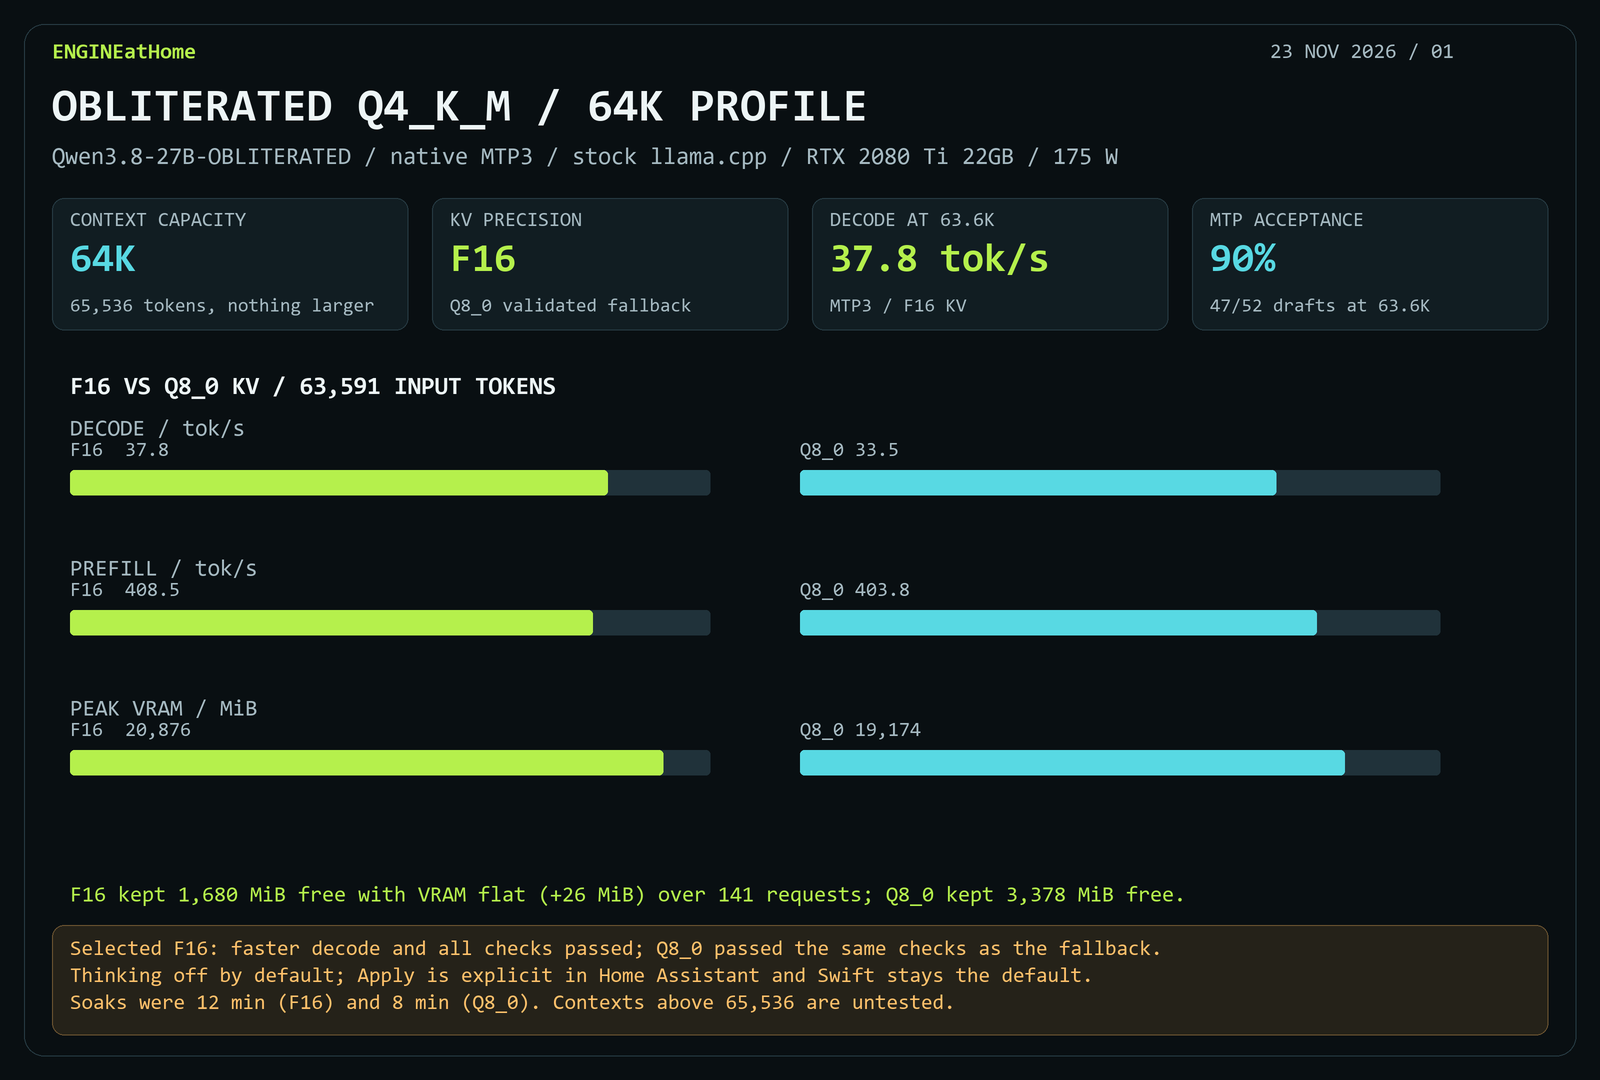 ENGINEatHome
23 NOV 2026 / 01
OBLITERATED Q4_K_M / 64K PROFILE
Qwen3.8-27B-OBLITERATED / native MTP3 / stock llama.cpp / RTX 2080 Ti 22GB / 175 W
CONTEXT CAPACITY
64K
65,536 tokens, nothing larger
KV PRECISION
F16
Q8_0 validated fallback
DECODE AT 63.6K
37.8 tok/s
MTP3 / F16 KV
MTP ACCEPTANCE
90%
47/52 drafts at 63.6K
F16 VS Q8_0 KV / 63,591 INPUT TOKENS
DECODE / tok/s
F16 37.8
Q8_0 33.5
PREFILL / tok/s
F16 408.5
Q8_0 403.8
PEAK VRAM / MiB
F16 20,876
Q8_0 19,174
F16 kept 1,680 MiB free with VRAM flat (+26 MiB) over 141 requests; Q8_0 kept 3,378 MiB free.
Selected F16: faster decode and all checks passed; Q8_0 passed the same checks as the fallback.
Thinking off by default; Apply is explicit in Home Assistant and Swift stays the default.
Soaks were 12 min (F16) and 8 min (Q8_0). Contexts above 65,536 are untested.